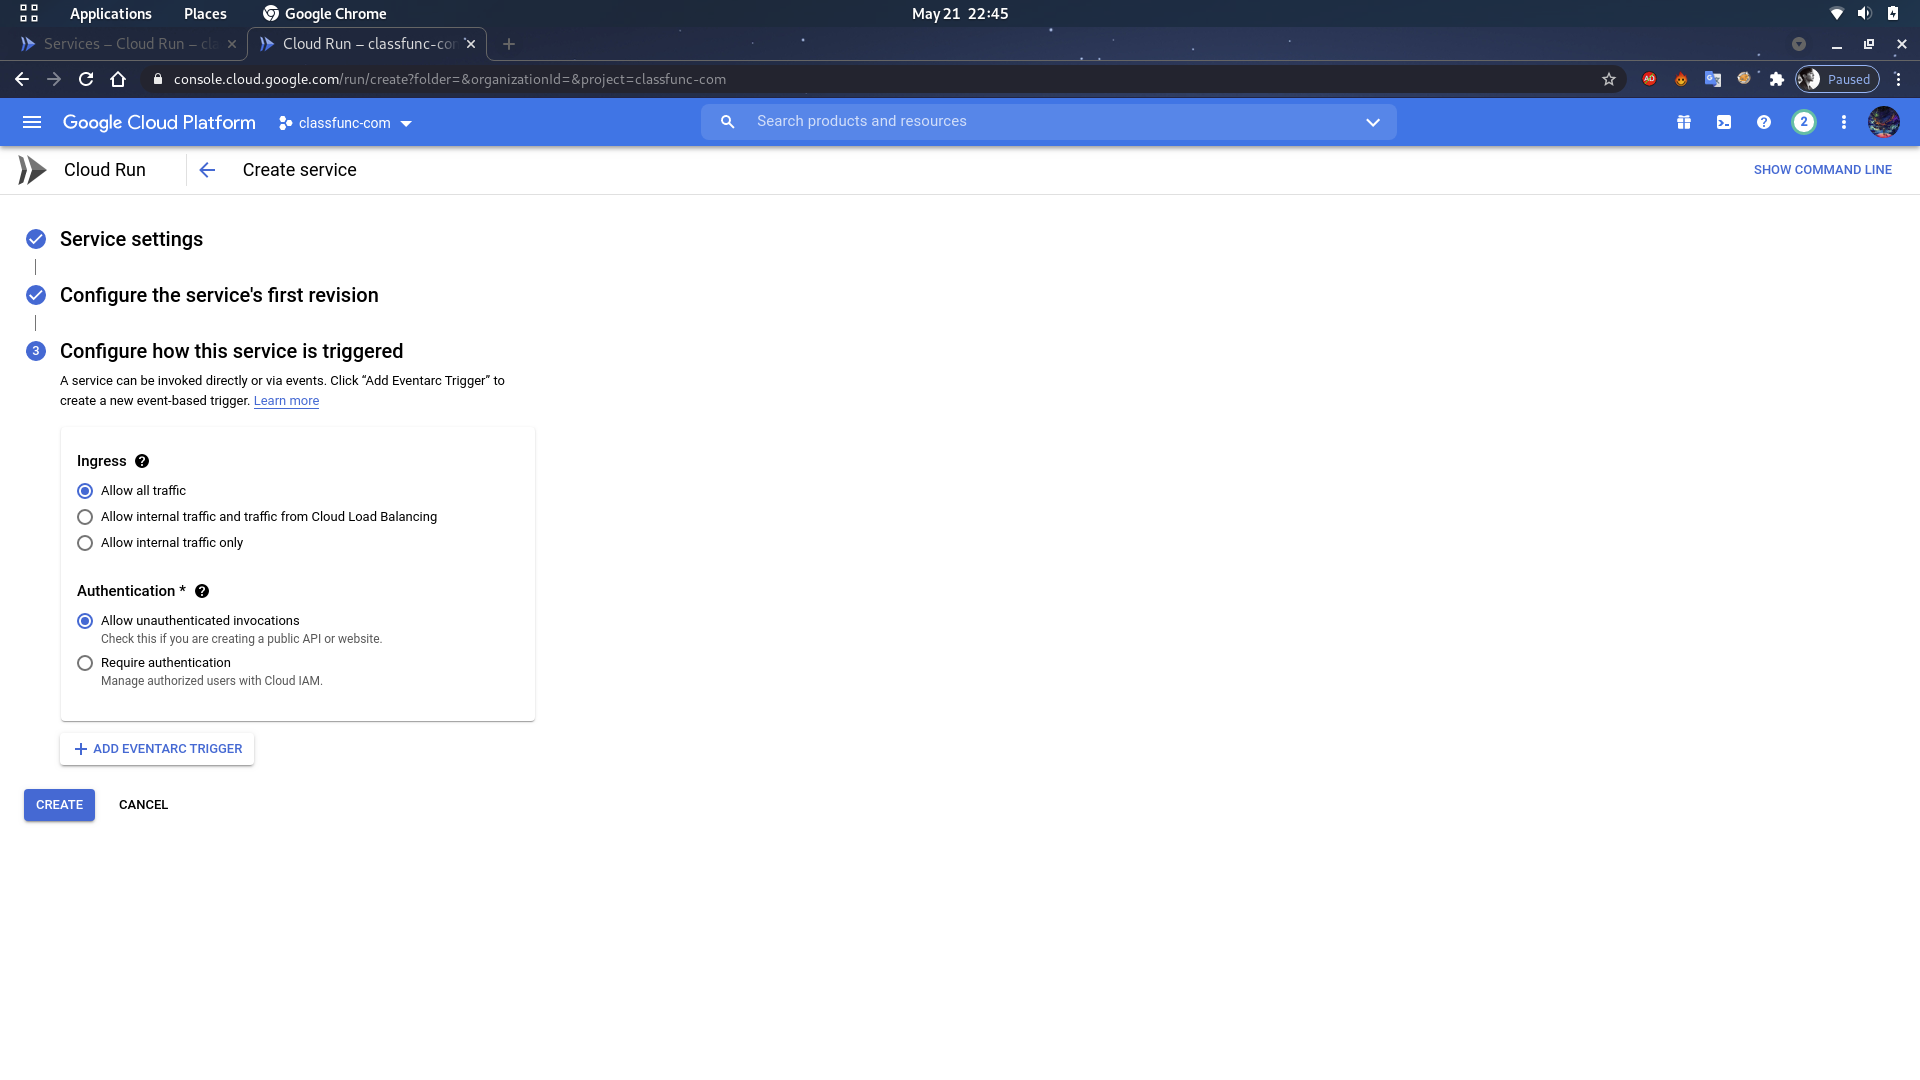 Applications Places Google Chrome May 21 22:45
Services – Cloud Run – cla Cloud Run – classfunc-com
console.cloud.google.com/run/create?folder=&organizationId=&project=classfunc-com Paused
Google Cloud Platform classfunc-com Search products and resources 2
Cloud Run Create service SHOW COMMAND LINE
Service settings
Configure the service's first revision
3 Configure how this service is triggered
A service can be invoked directly or via events. Click “Add Eventarc Trigger” to
create a new event-based trigger. Learn more
Ingress
Allow all traffic
Allow internal traffic and traffic from Cloud Load Balancing
Allow internal traffic only
Authentication *
Allow unauthenticated invocations
Check this if you are creating a public API or website.
Require authentication
Manage authorized users with Cloud IAM.
ADD EVENTARC TRIGGER
CREATE CANCEL